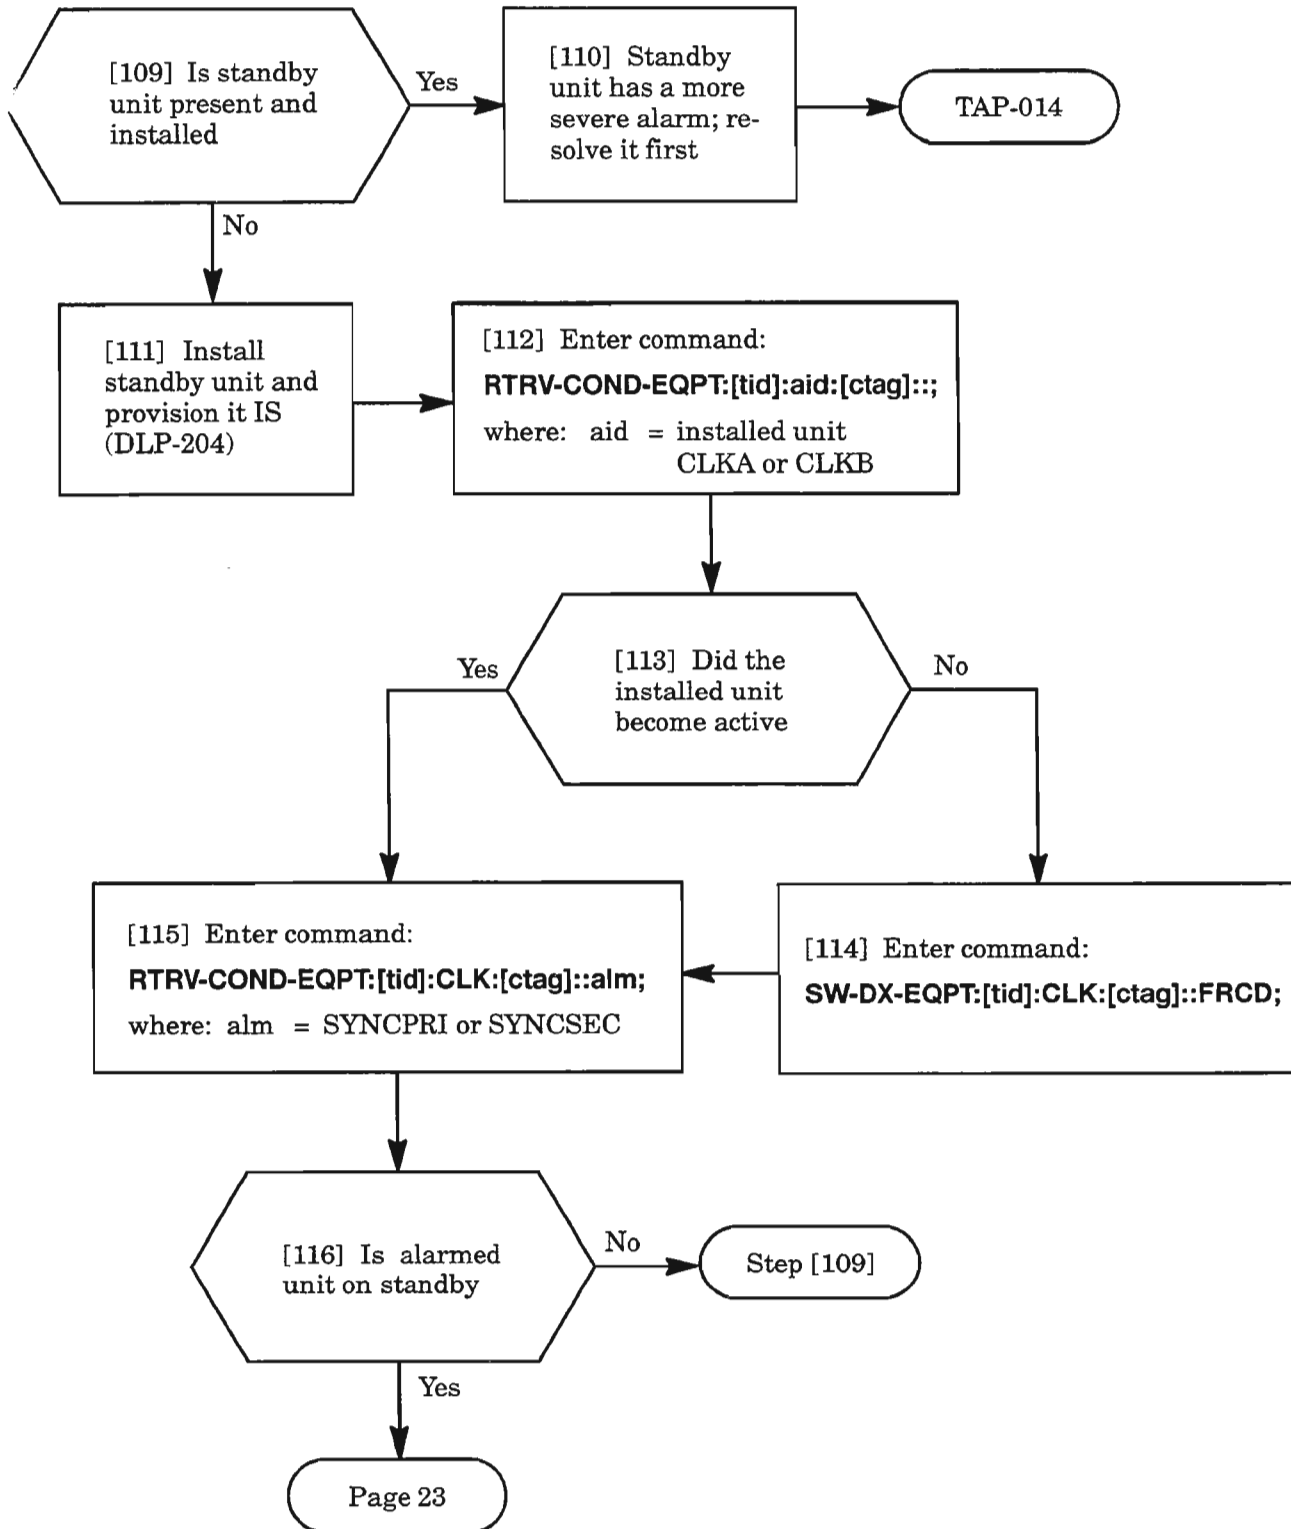 [109] Is standby
unit present and
installed
Yes
[110] Standby
unit has a more
severe alarm; re-
solve it first
TAP-014
No
[111] Install
standby unit and
provision it IS
(DLP-204)
[112] Enter command:
RTRV-COND-EQPT:[tid]:aid:[ctag]::;
where: aid = installed unit
CLKA or CLKB
[113] Did the
installed unit
become active
Yes
No
[115] Enter command:
RTRV-COND-EQPT:[tid]:CLK:[ctag]::alm;
where: alm = SYNCPRI or SYNCSEC
[114] Enter command:
SW-DX-EQPT:[tid]:CLK:[ctag]::FRCD;
[116] Is alarmed
unit on standby
No
Step [109]
Yes
Page 23